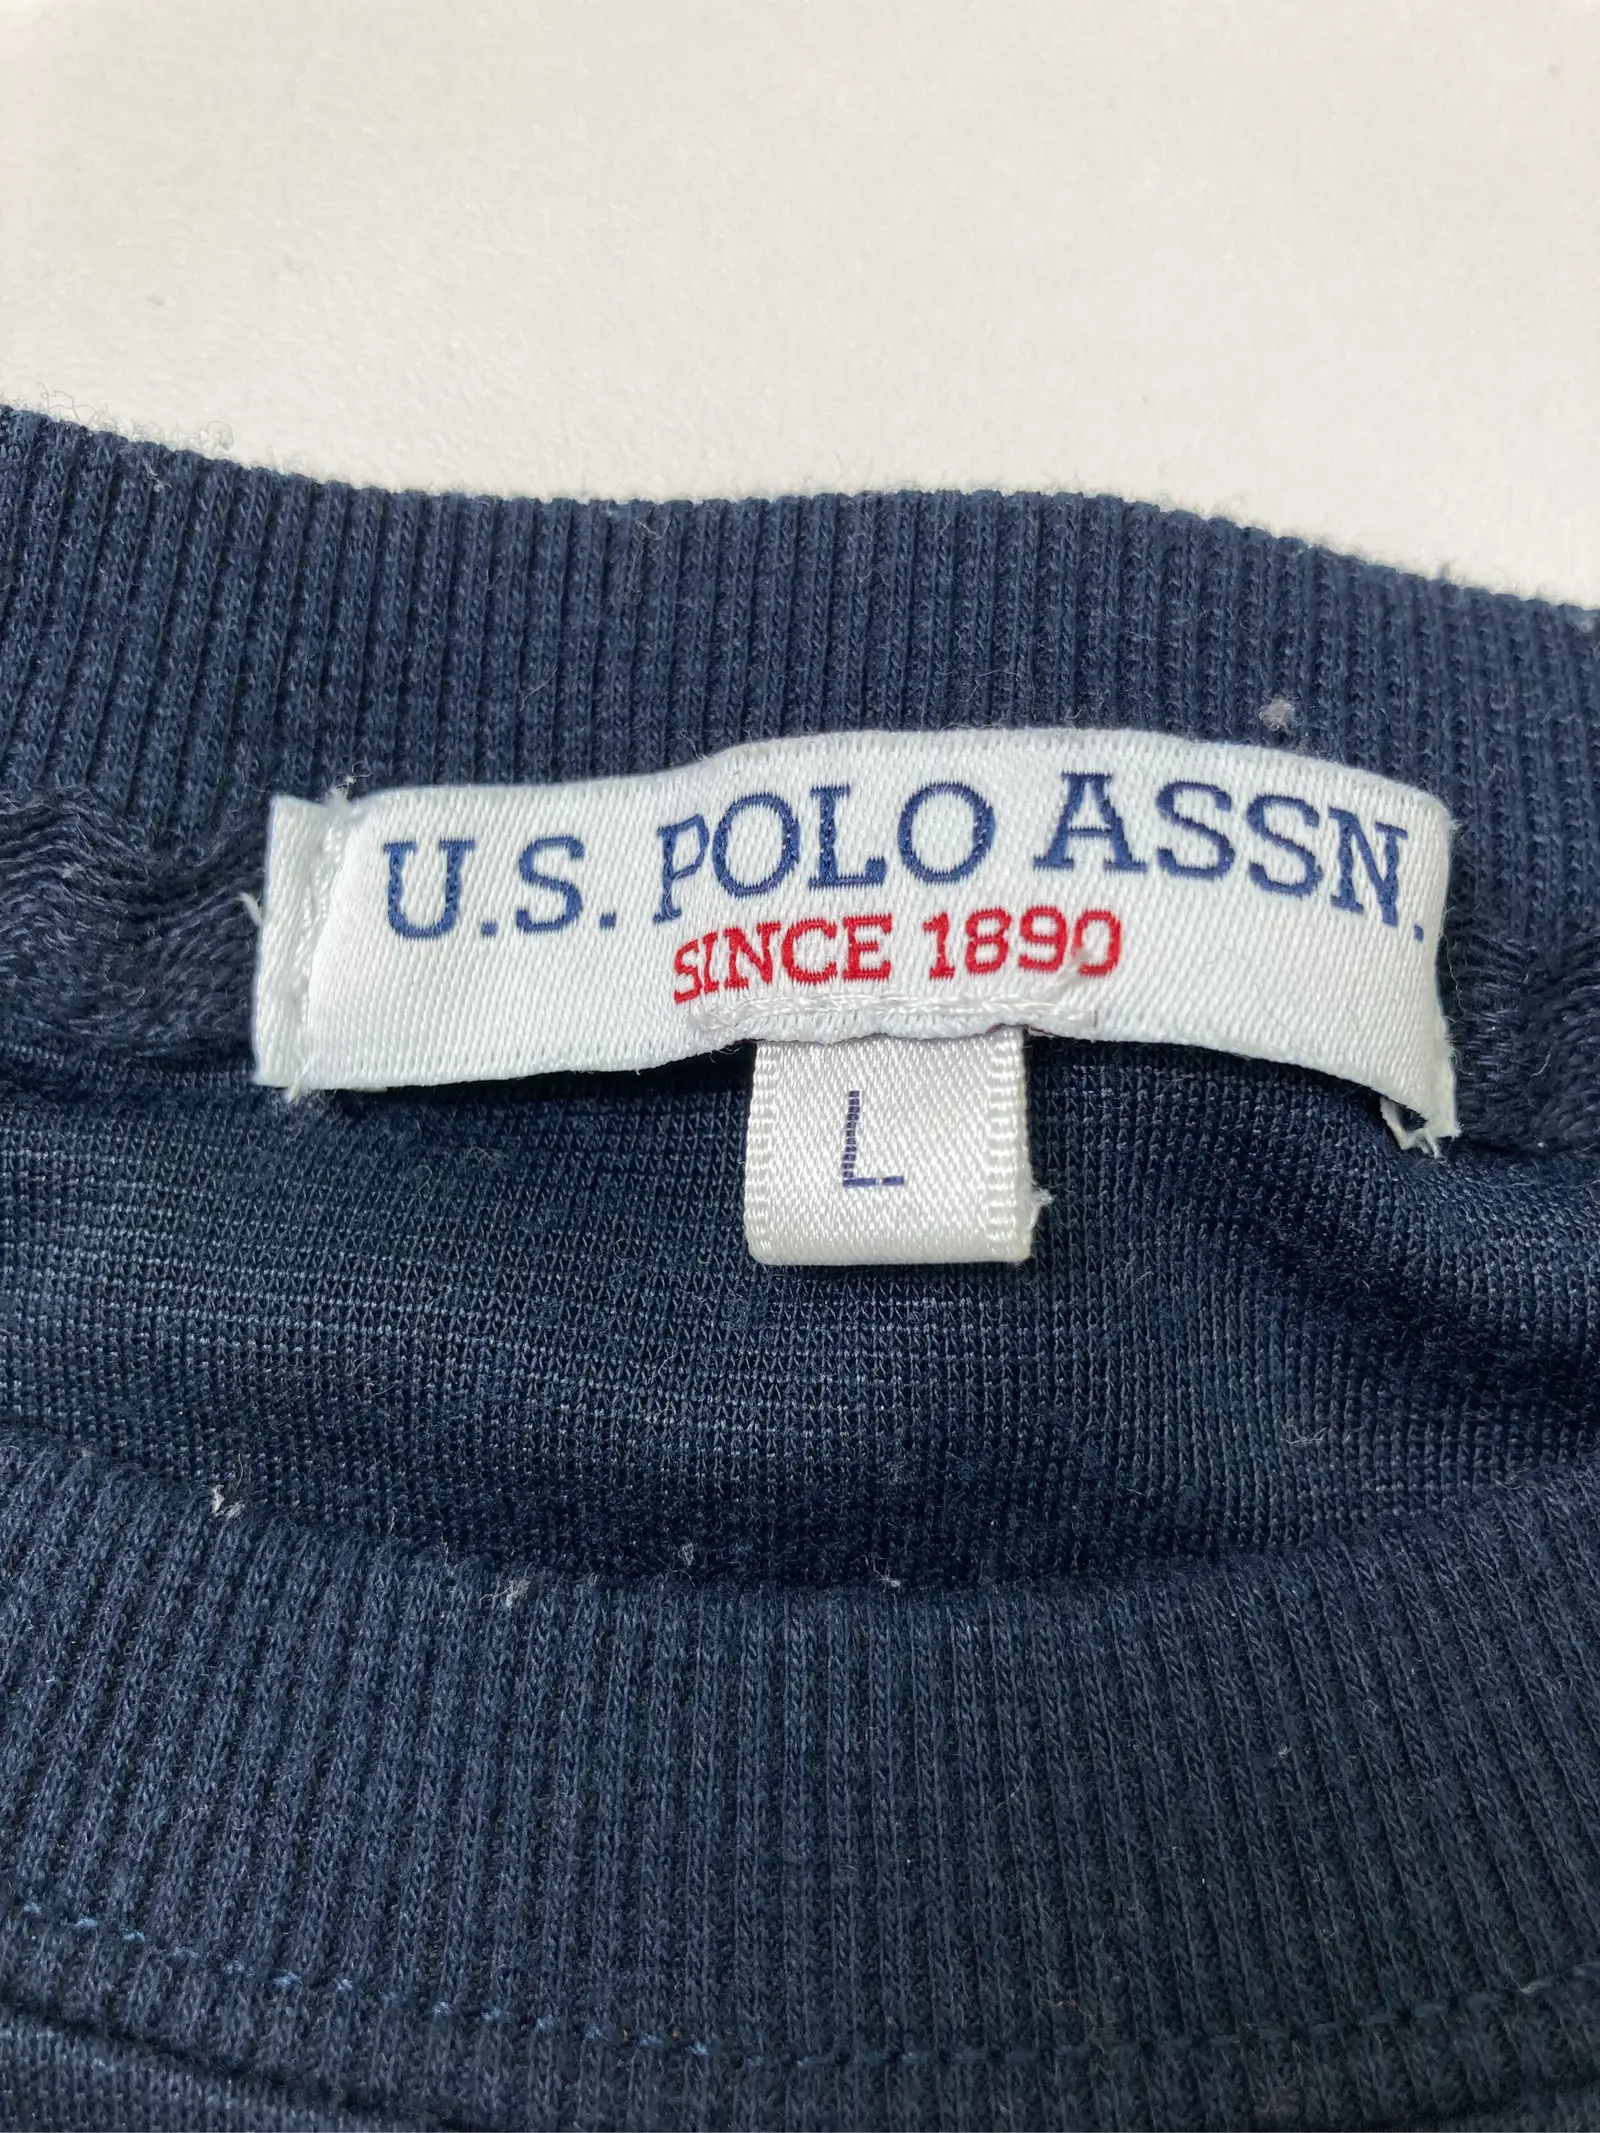 U.S. POLO ASSN.
SINCE 1890
L